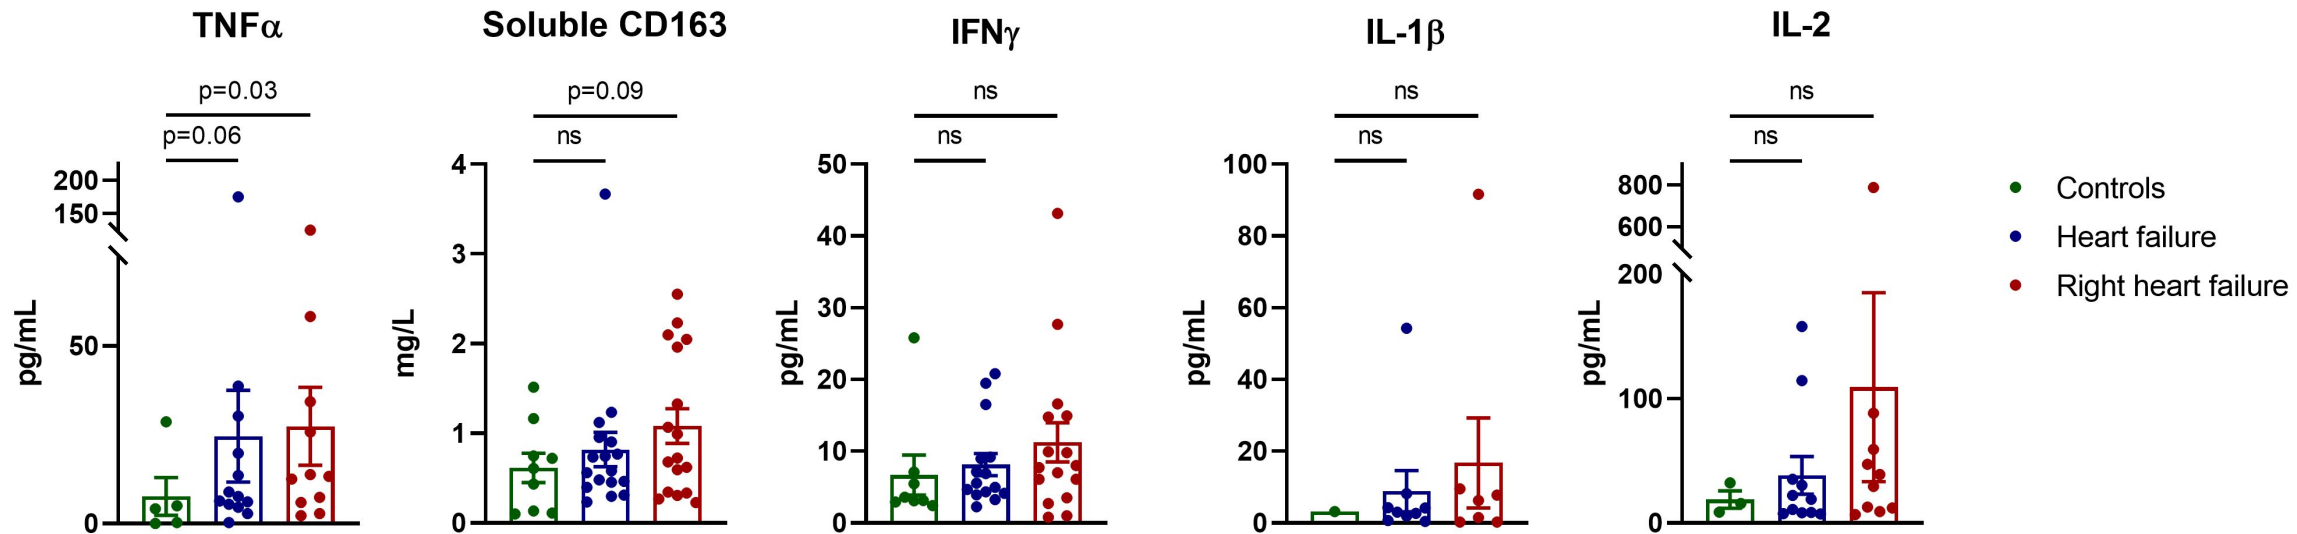 TNFα
p=0.03
p=0.06
200
150
50
0
pg/mL
Soluble CD163
p=0.09
ns
4
3
2
1
0
mg/L
IFNγ
ns
ns
50
40
30
20
10
0
pg/mL
IL-1β
ns
ns
100
80
60
40
20
0
pg/mL
IL-2
ns
ns
800
600
200
100
0
pg/mL
Controls
Heart failure
Right heart failure